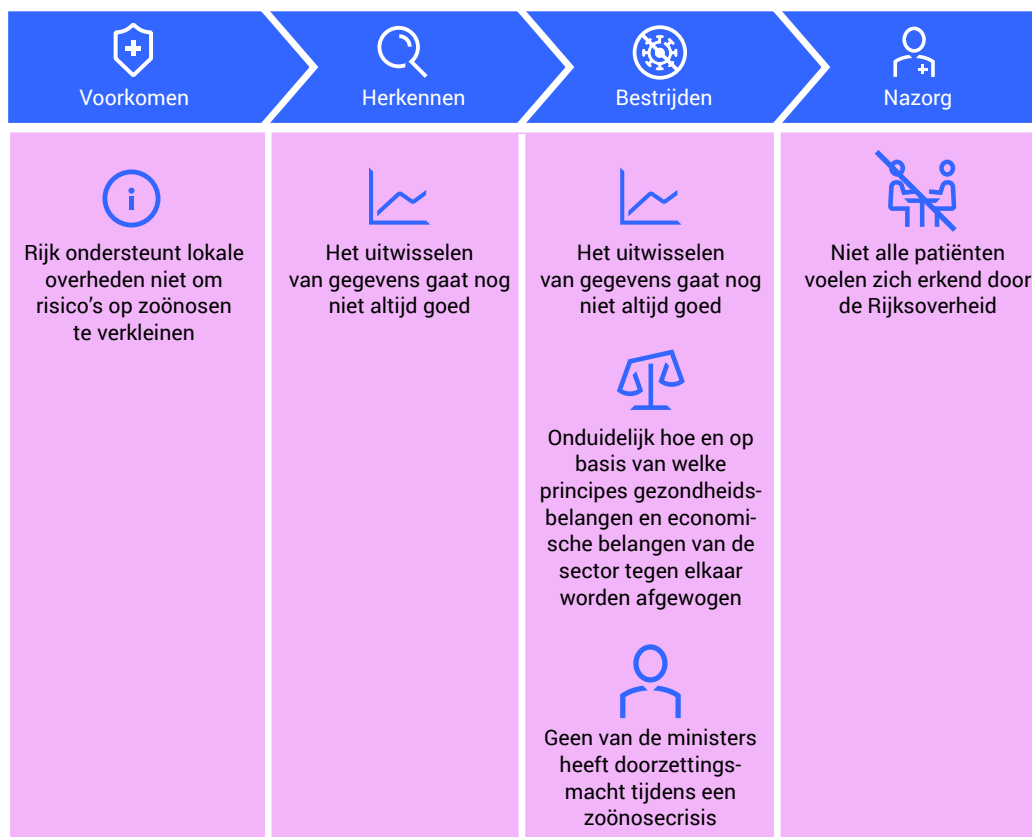 Voorkomen
Herkennen
Bestrijden
Nazorg
Rijk ondersteunt lokale
overheden niet om
risico's op zoönosen
te verkleinen
Het uitwisselen
van gegevens gaat nog
niet altijd goed
Het uitwisselen
van gegevens gaat nog
niet altijd goed
Onduidelijk hoe en op
basis van welke
principes gezondheids-
belangen en economi-
sche belangen van de
sector tegen elkaar
worden afgewogen
Geen van de ministers
heeft doorzettings-
macht tijdens een
zoönosecrisis
Niet alle patiënten
voelen zich erkend door
de Rijksoverheid